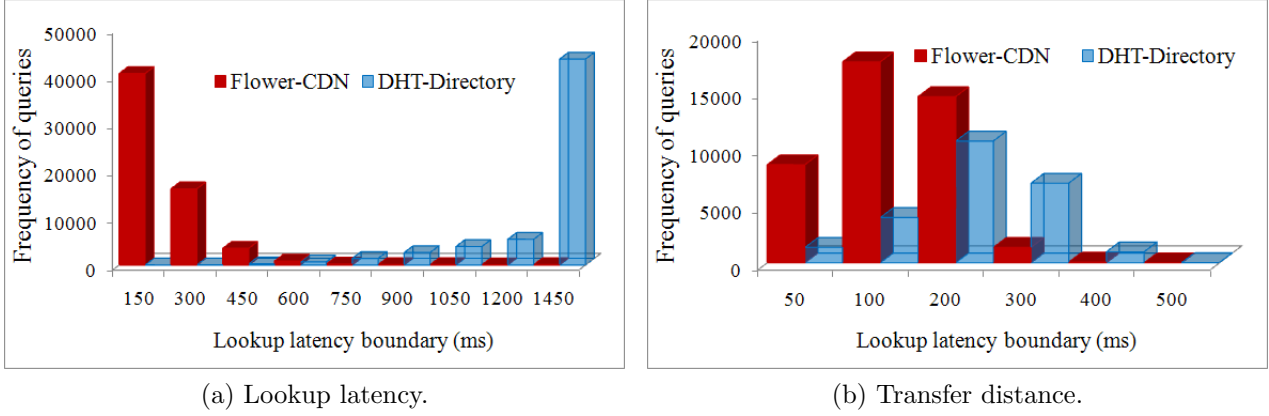 50000
40000
30000
20000
10000
0
Frequency of queries
Flower-CDN DHT-Directory
150 300 450 600 750 900 1050 1200 1450
Lookup latency boundary (ms)
(a) Lookup latency.
20000
15000
10000
5000
0
Frequency of queries
Flower-CDN DHT-Directory
50 100 200 300 400 500
Lookup latency boundary (ms)
(b) Transfer distance.